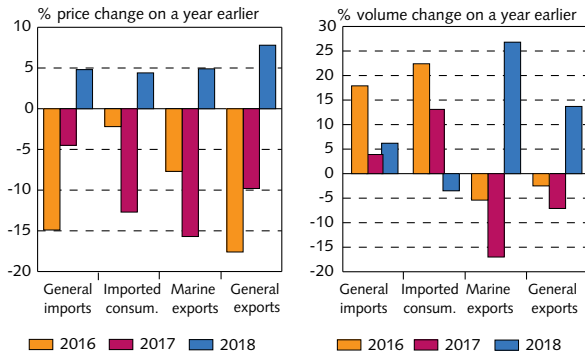 % price change on a year earlier
10
5
0
-5
-10
-15
-20
General imports
Imported consum.
Marine exports
General exports
2016 2017 2018
% volume change on a year earlier
30
25
20
15
10
5
0
-5
-10
-15
-20
General imports
Imported consum.
Marine exports
General exports
2016 2017 2018